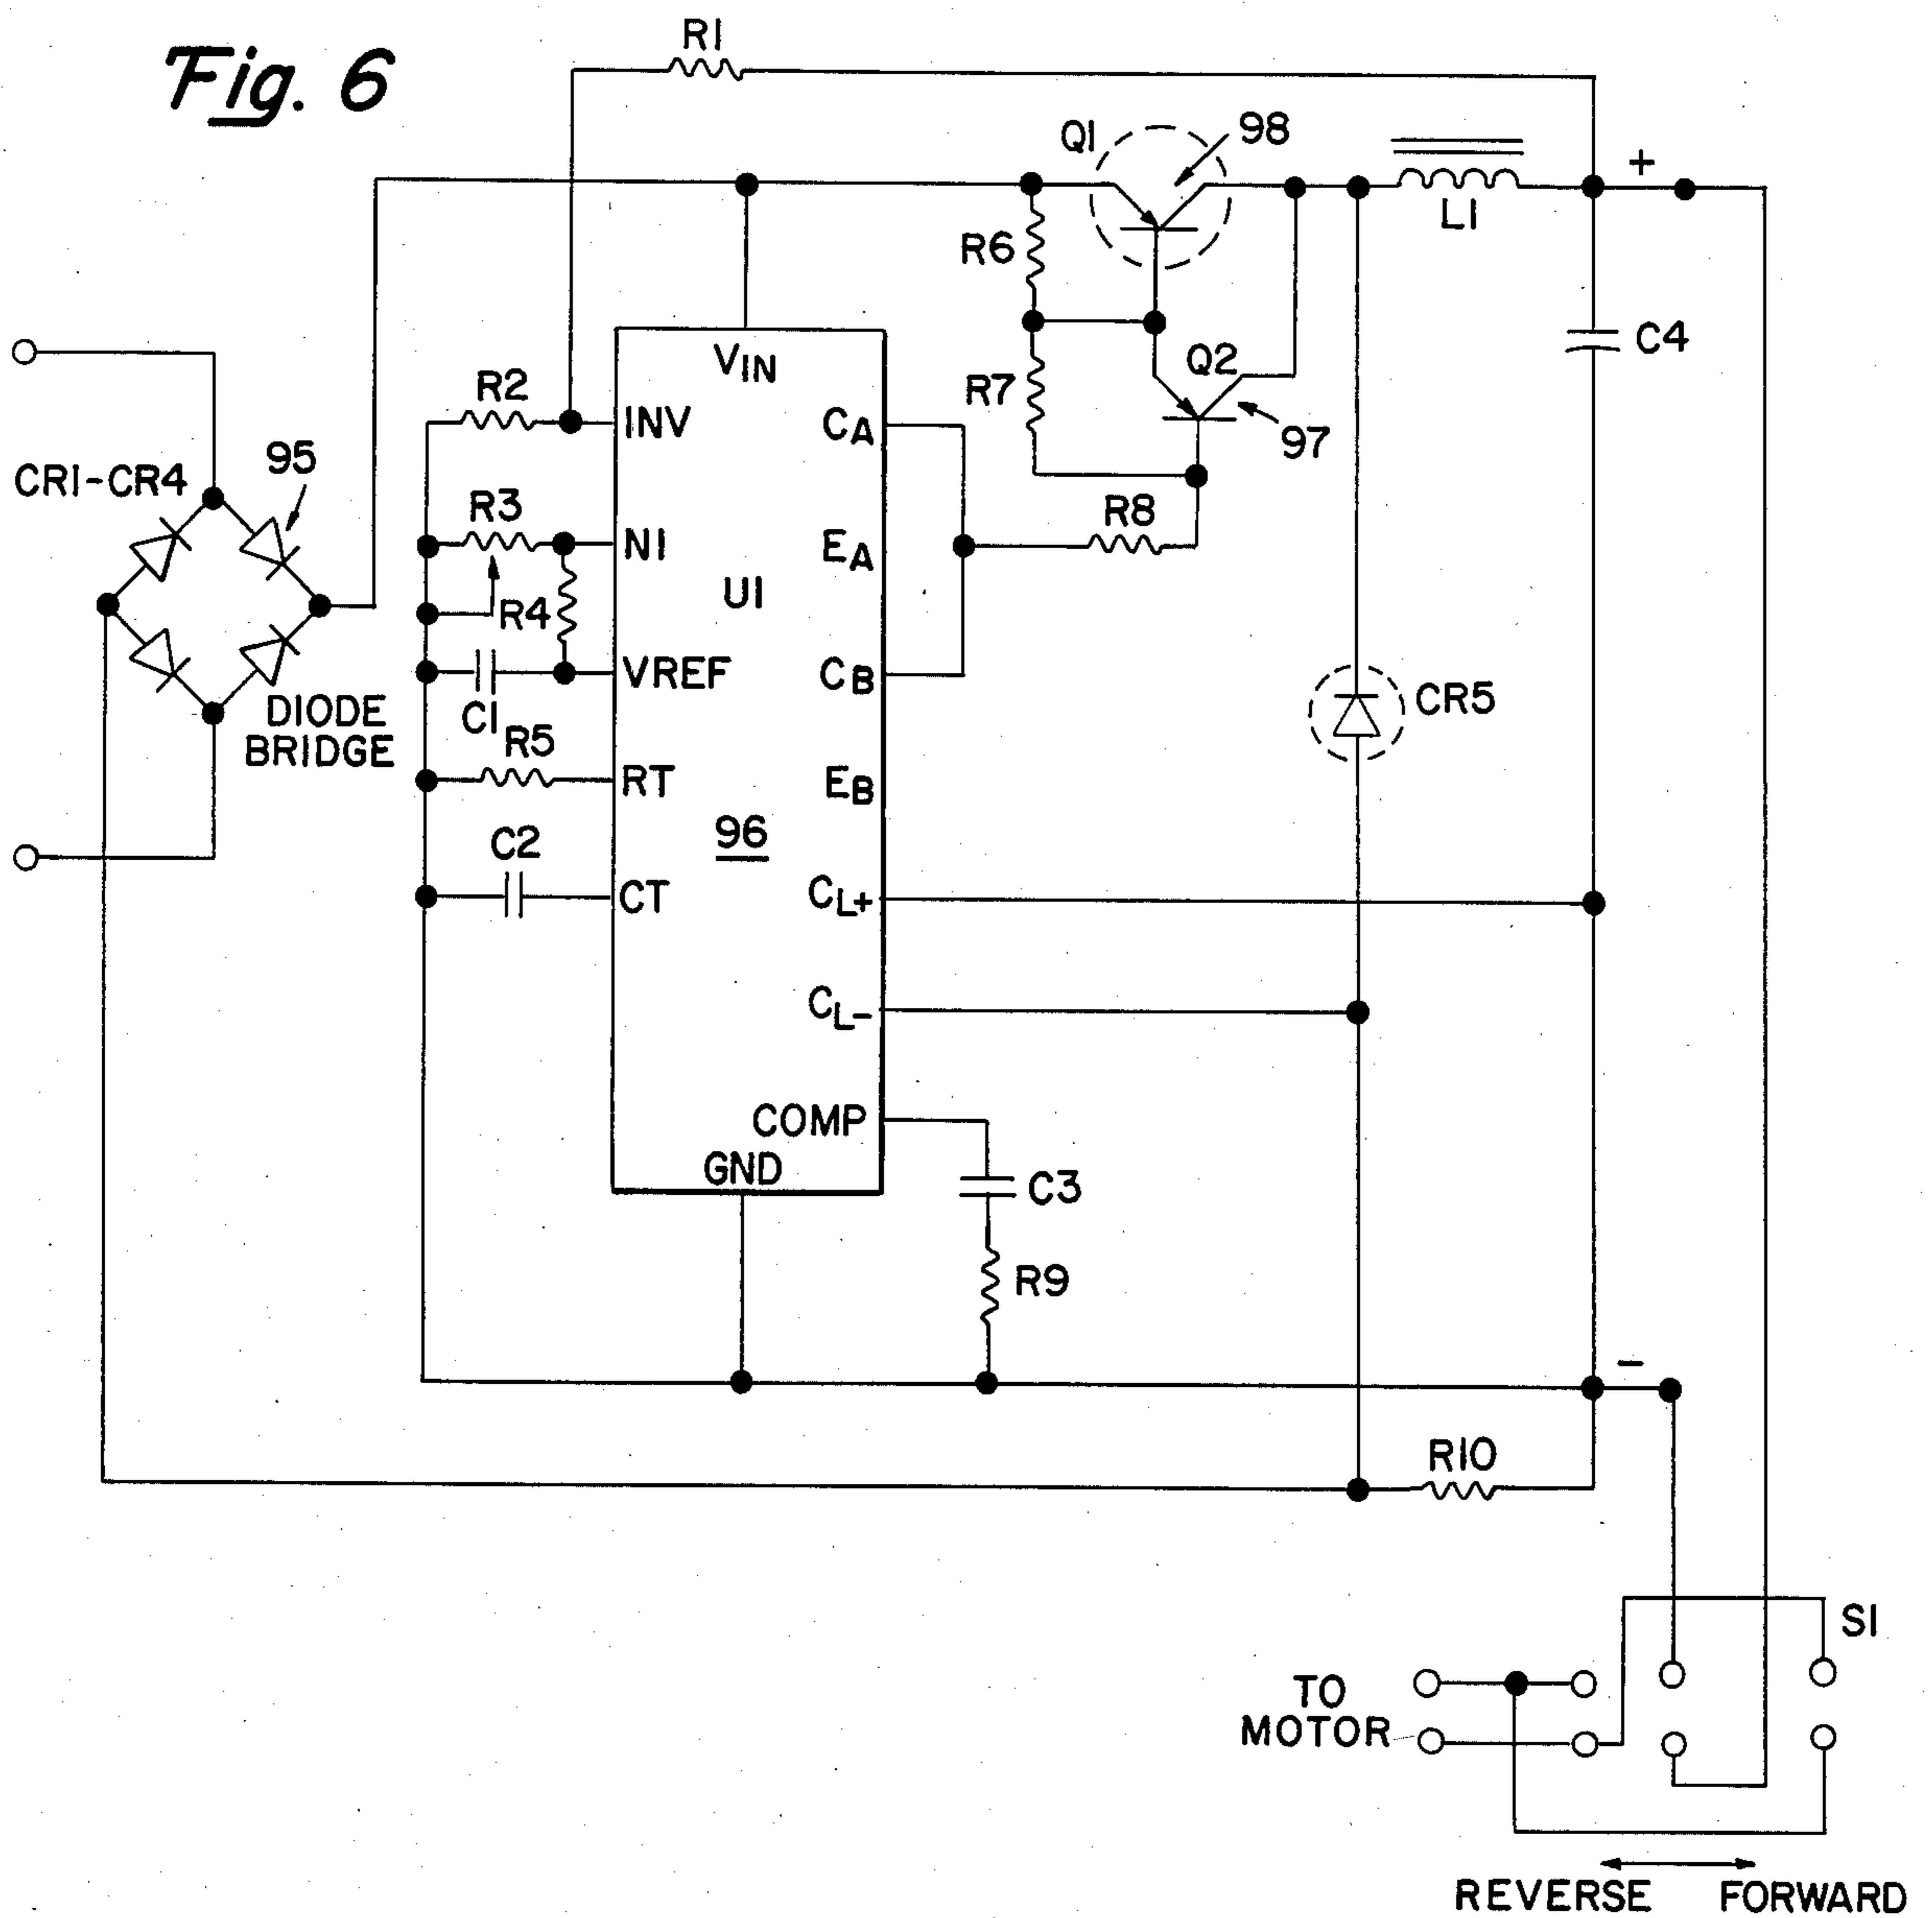 Fig. 6
R1
Q1
98
+
L1
R6
C4
VIN
R2
Q2
R7
INV
CA
97
95
CR1-CR4
R3
R8
NI
EA
U1
R4
VREF
CB
CR5
C1
DIODE
BRIDGE
R5
RT
EB
96
C2
CT
CL+
CL-
COMP
GND
C3
R9
-
R10
S1
TO
MOTOR
REVERSE FORWARD